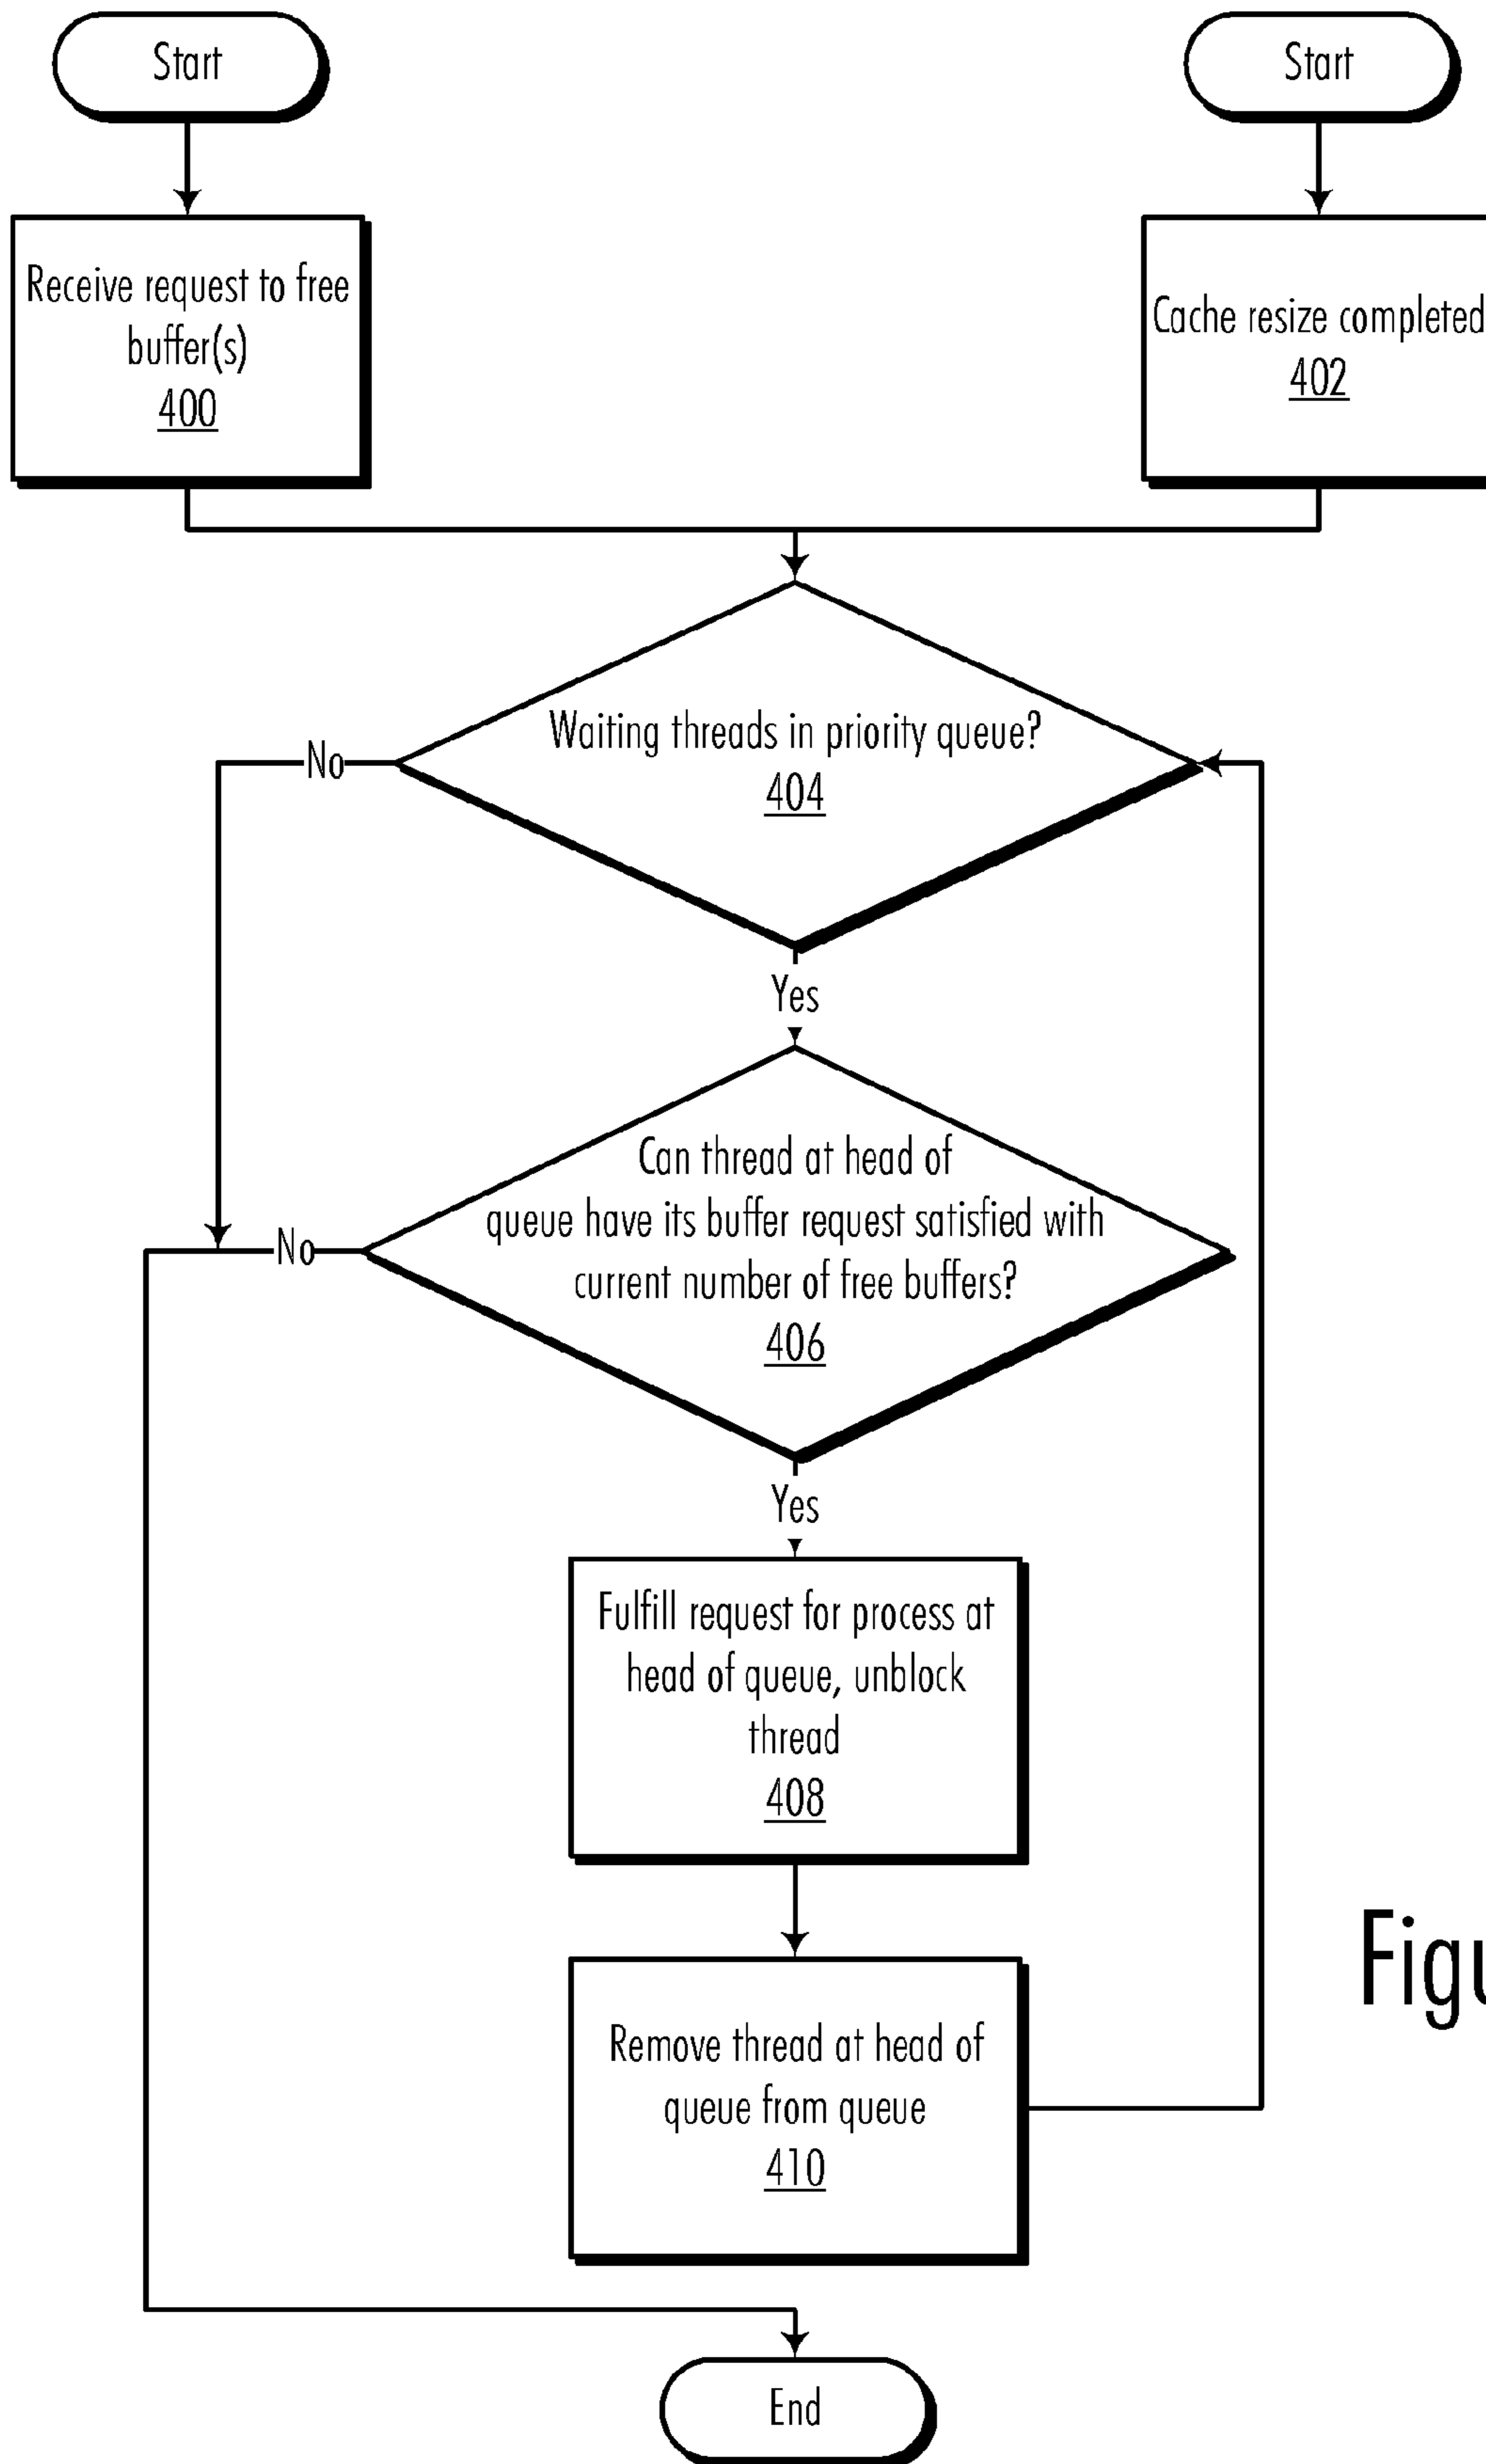 Start
Start
Receive request to free
buffer(s)
400
Cache resize completed
402
Waiting threads in priority queue?
404
No
Yes
Can thread at head of
queue have its buffer request satisfied with
current number of free buffers?
406
No
Yes
Fulfill request for process at
head of queue, unblock
thread
408
Remove thread at head of
queue from queue
410
End